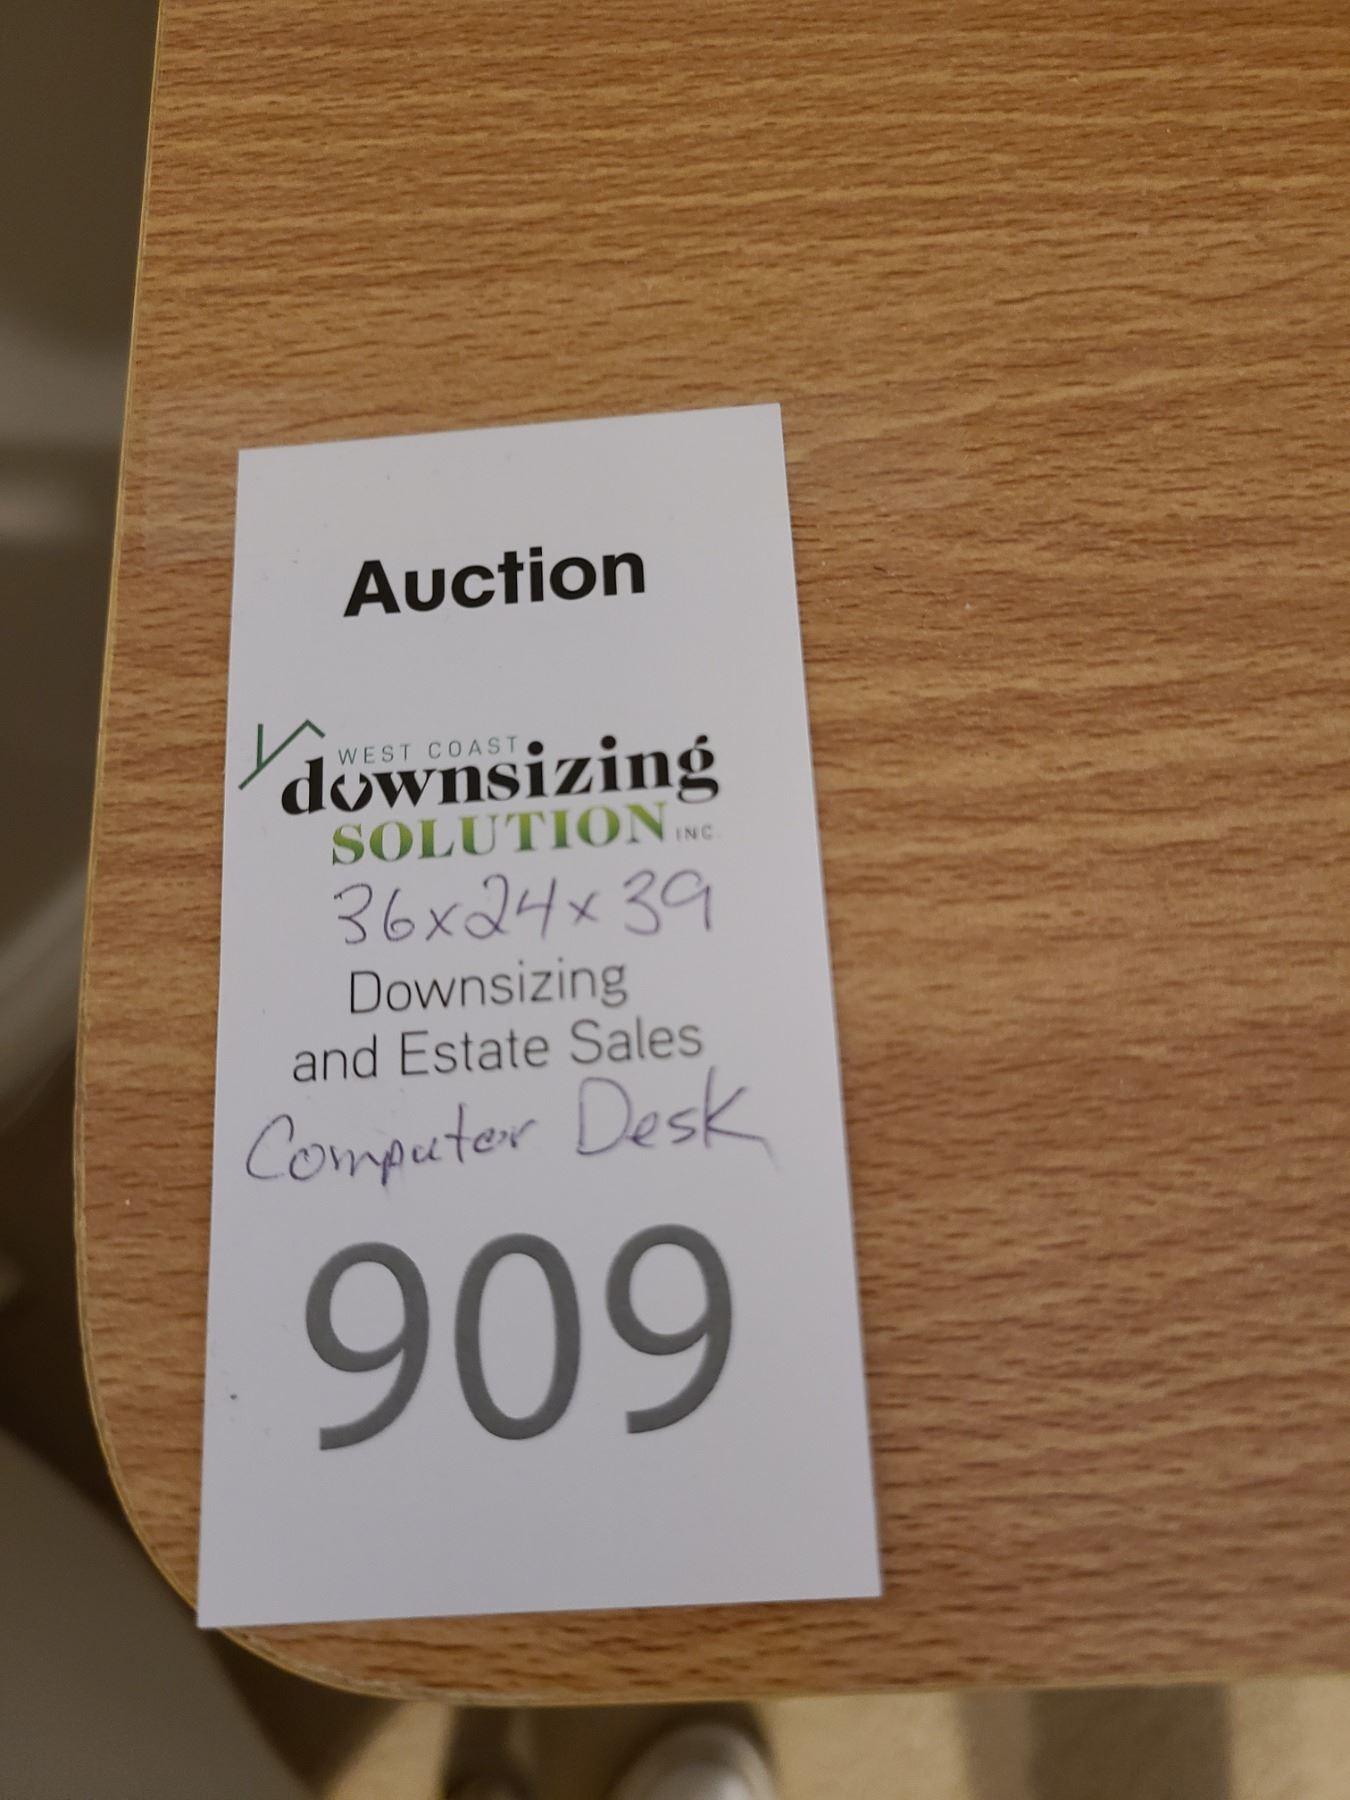 Auction
WEST COAST
downsizing
SOLUTION INC.
36x24x39
Downsizing
and Estate Sales
Computer Desk
909